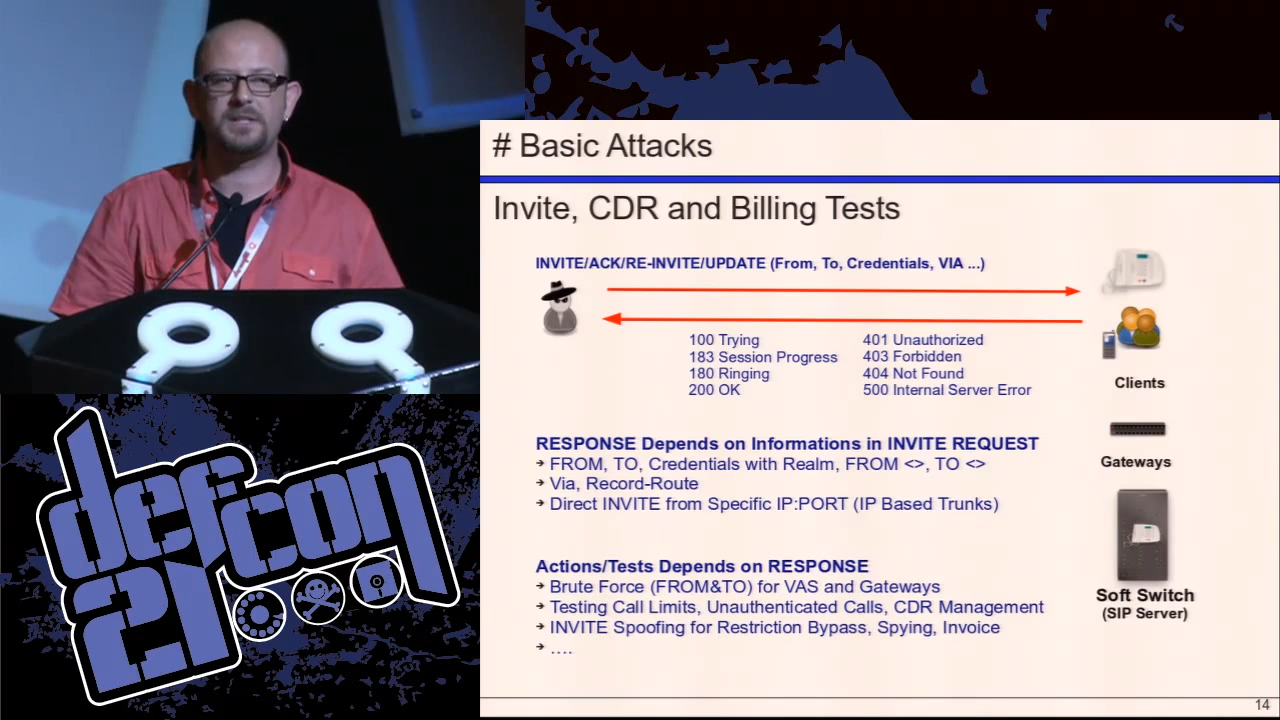 # Basic Attacks
Invite, CDR and Billing Tests
INVITE/ACK/RE-INVITE/UPDATE (From, To, Credentials, VIA ...)
100 Trying
183 Session Progress
180 Ringing
200 OK
401 Unauthorized
403 Forbidden
404 Not Found
500 Internal Server Error
Clients
Gateways
Soft Switch
(SIP Server)
RESPONSE Depends on Informations in INVITE REQUEST
FROM, TO, Credentials with Realm, FROM <>, TO <>
Via, Record-Route
Direct INVITE from Specific IP:PORT (IP Based Trunks)
Actions/Tests Depends on RESPONSE
Brute Force (FROM&TO) for VAS and Gateways
Testing Call Limits, Unauthenticated Calls, CDR Management
INVITE Spoofing for Restriction Bypass, Spying, Invoice
....
14
defcon
21